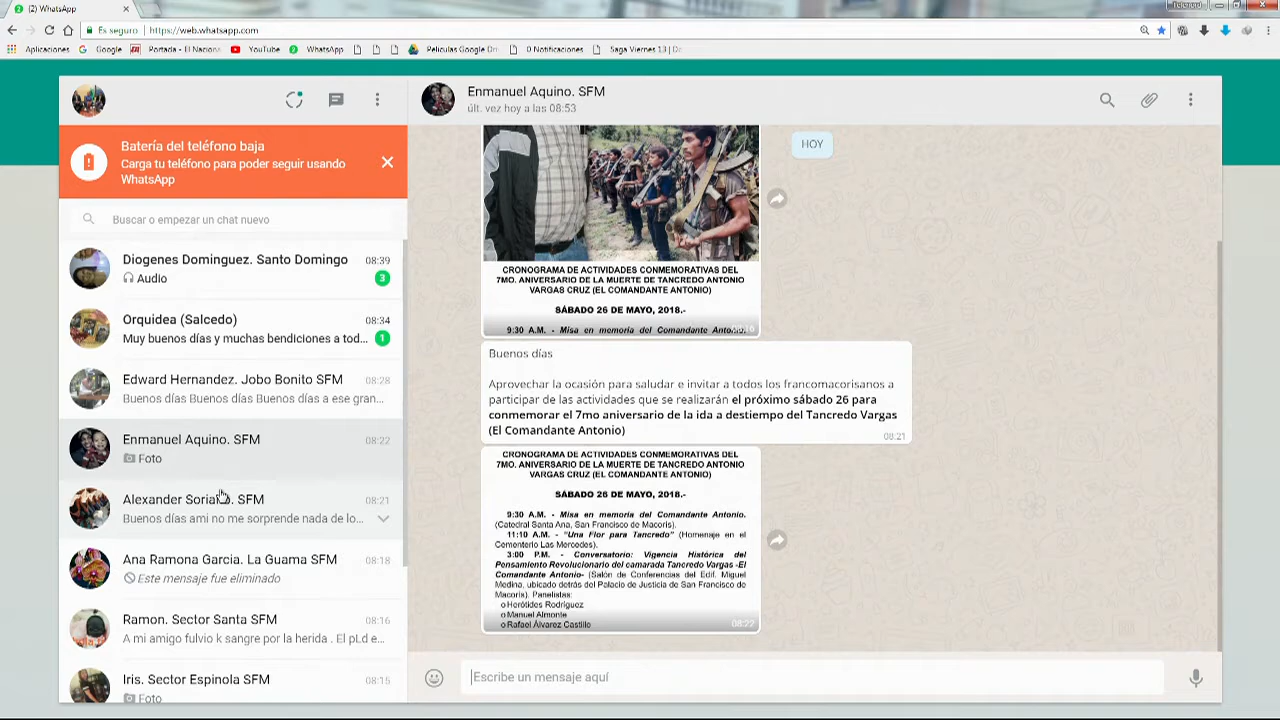 (2) WhatsApp
Telenord
Es seguro | https://web.whatsapp.com
Aplicaciones Google Portada - El Naciona YouTube WhatsApp Peliculas Google Dri 0 Notificaciones Saga Viernes 13 | De
Batería del teléfono baja
Carga tu teléfono para poder seguir usando
WhatsApp
Buscar o empezar un chat nuevo
Diogenes Dominguez. Santo Domingo 08:39
Audio 3
Orquidea (Salcedo) 08:34
Muy buenos días y muchas bendiciones a tod... 1
Edward Hernandez. Jobo Bonito SFM 08:28
Buenos días Buenos días Buenos días a ese gran...
Enmanuel Aquino. SFM 08:22
Foto
Alexander Soriano. SFM 08:21
Buenos días ami no me sorprende nada de lo...
Ana Ramona Garcia. La Guama SFM 08:18
Este mensaje fue eliminado
Ramon. Sector Santa SFM 08:16
A mi amigo fulvio k sangre por la herida . El pLd e...
Iris. Sector Espinola SFM 08:15
Foto
Enmanuel Aquino. SFM
últ. vez hoy a las 08:53
HOY
CRONOGRAMA DE ACTIVIDADES CONMEMORATIVAS DEL
7MO. ANIVERSARIO DE LA MUERTE DE TANCREDO ANTONIO
VARGAS CRUZ (EL COMANDANTE ANTONIO)
SÁBADO 26 DE MAYO, 2018.-
9:30 A.M. - Misa en memoria del Comandante Antonio.
Buenos días
Aprovechar la ocasión para saludar e invitar a todos los francomacorisanos a
participar de las actividades que se realizarán el próximo sábado 26 para
conmemorar el 7mo aniversario de la ida a destiempo del Tancredo Vargas
(El Comandante Antonio)
08:21
CRONOGRAMA DE ACTIVIDADES CONMEMORATIVAS DEL
7MO. ANIVERSARIO DE LA MUERTE DE TANCREDO ANTONIO
VARGAS CRUZ (EL COMANDANTE ANTONIO)
SÁBADO 26 DE MAYO, 2018.-
9:30 A.M. - Misa en memoria del Comandante Antonio.
(Catedral Santa Ana, San Francisco de Macorís).
11:10 A.M. - "Una Flor para Tancredo" (Homenaje en el
Cementerio Las Mercedes).
3:00 P.M. - Conversatorio: Vigencia Histórica del
Pensamiento Revolucionario del camarada Tancredo Vargas -El
Comandante Antonio- (Salón de Conferencias del Edif. Miguel
Medina, ubicado detrás del Palacio de Justicia de San Francisco de
Macorís). Panelistas:
o Herótides Rodríguez
o Manuel Almonte
o Rafael Álvarez Castillo
08:22
Escribe un mensaje aquí